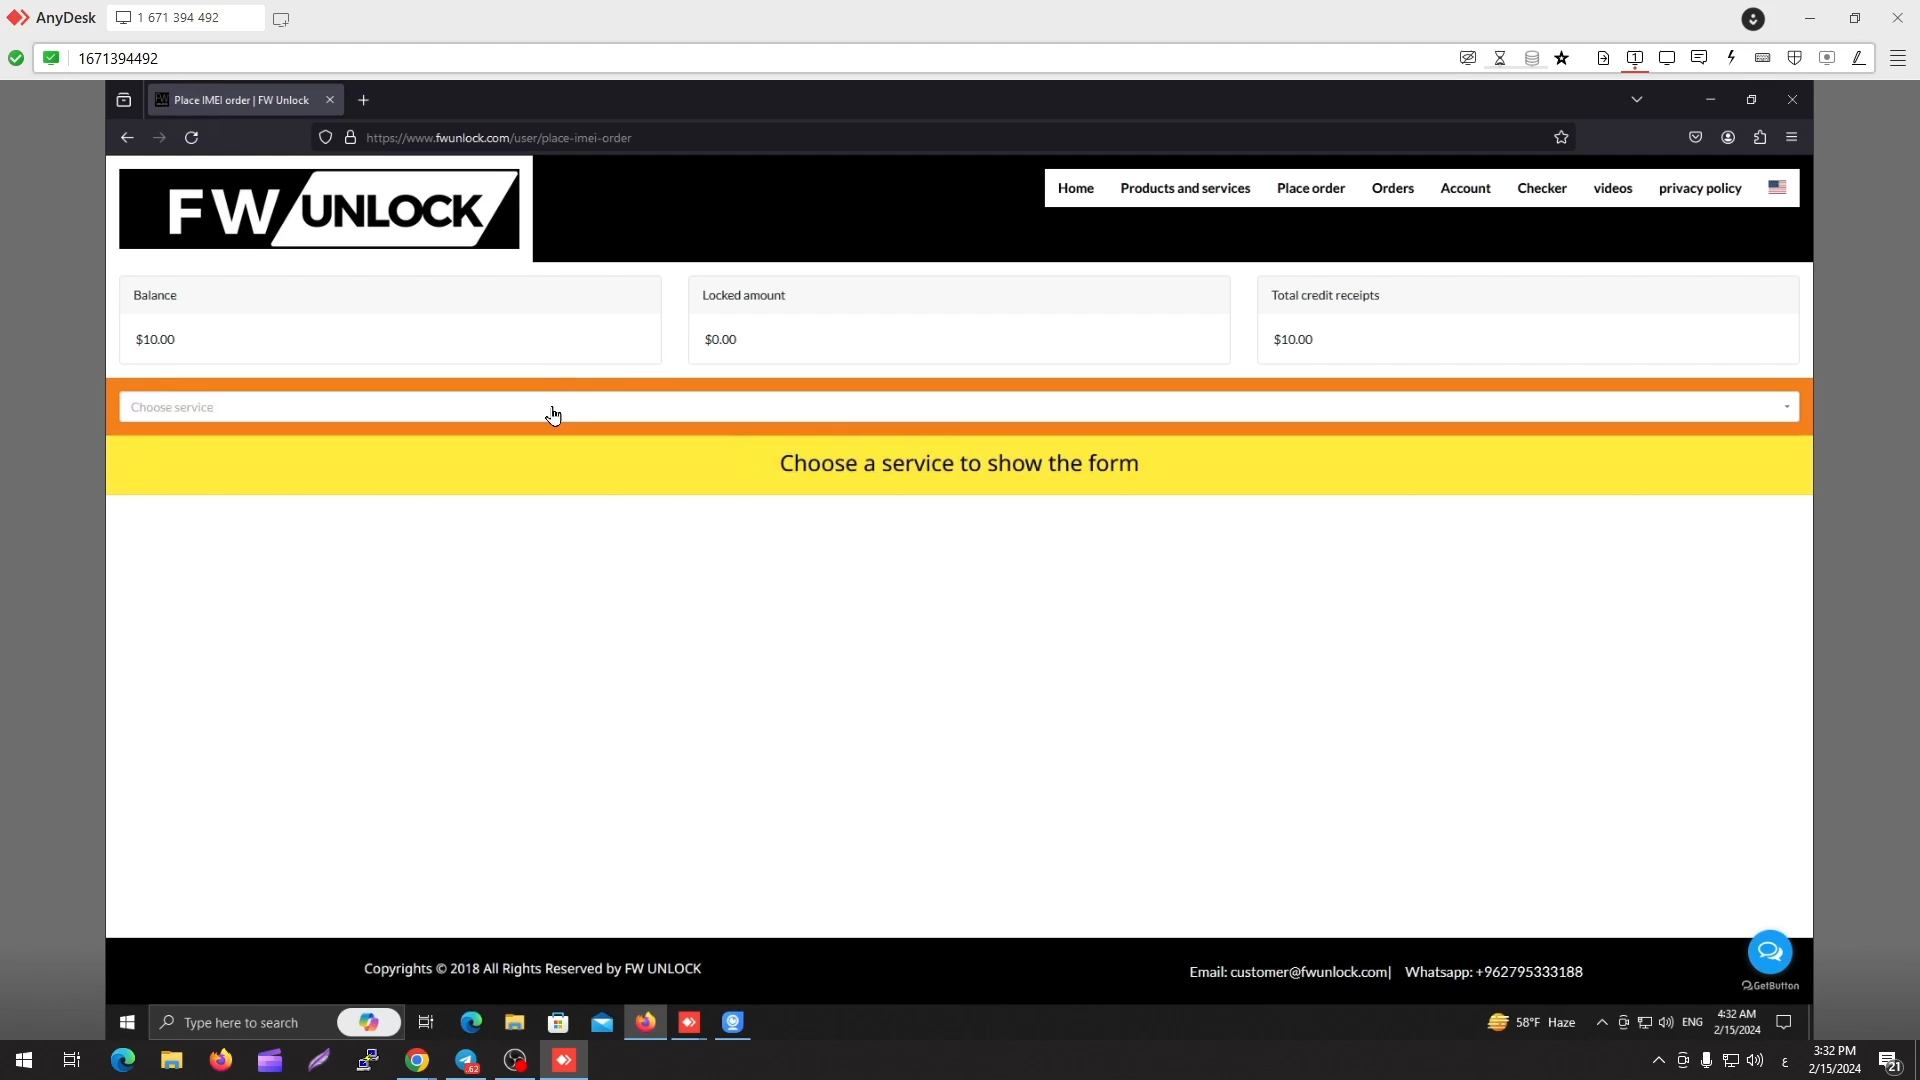 AnyDesk
1 671 394 492
1671394492
Place IMEI order | FW Unlock
https://www.fwunlock.com/user/place-imei-order
FW UNLOCK
Home
Products and services
Place order
Orders
Account
Checker
videos
privacy policy
Balance
Locked amount
Total credit receipts
$10.00
$0.00
$10.00
Choose service
Choose a service to show the form
Copyrights © 2018 All Rights Reserved by FW UNLOCK
Email: customer@fwunlock.com| Whatsapp: +962795333188
GetButton
Type here to search
58°F Haze
ENG
4:32 AM
2/15/2024
62
ع
3:32 PM
2/15/2024
21